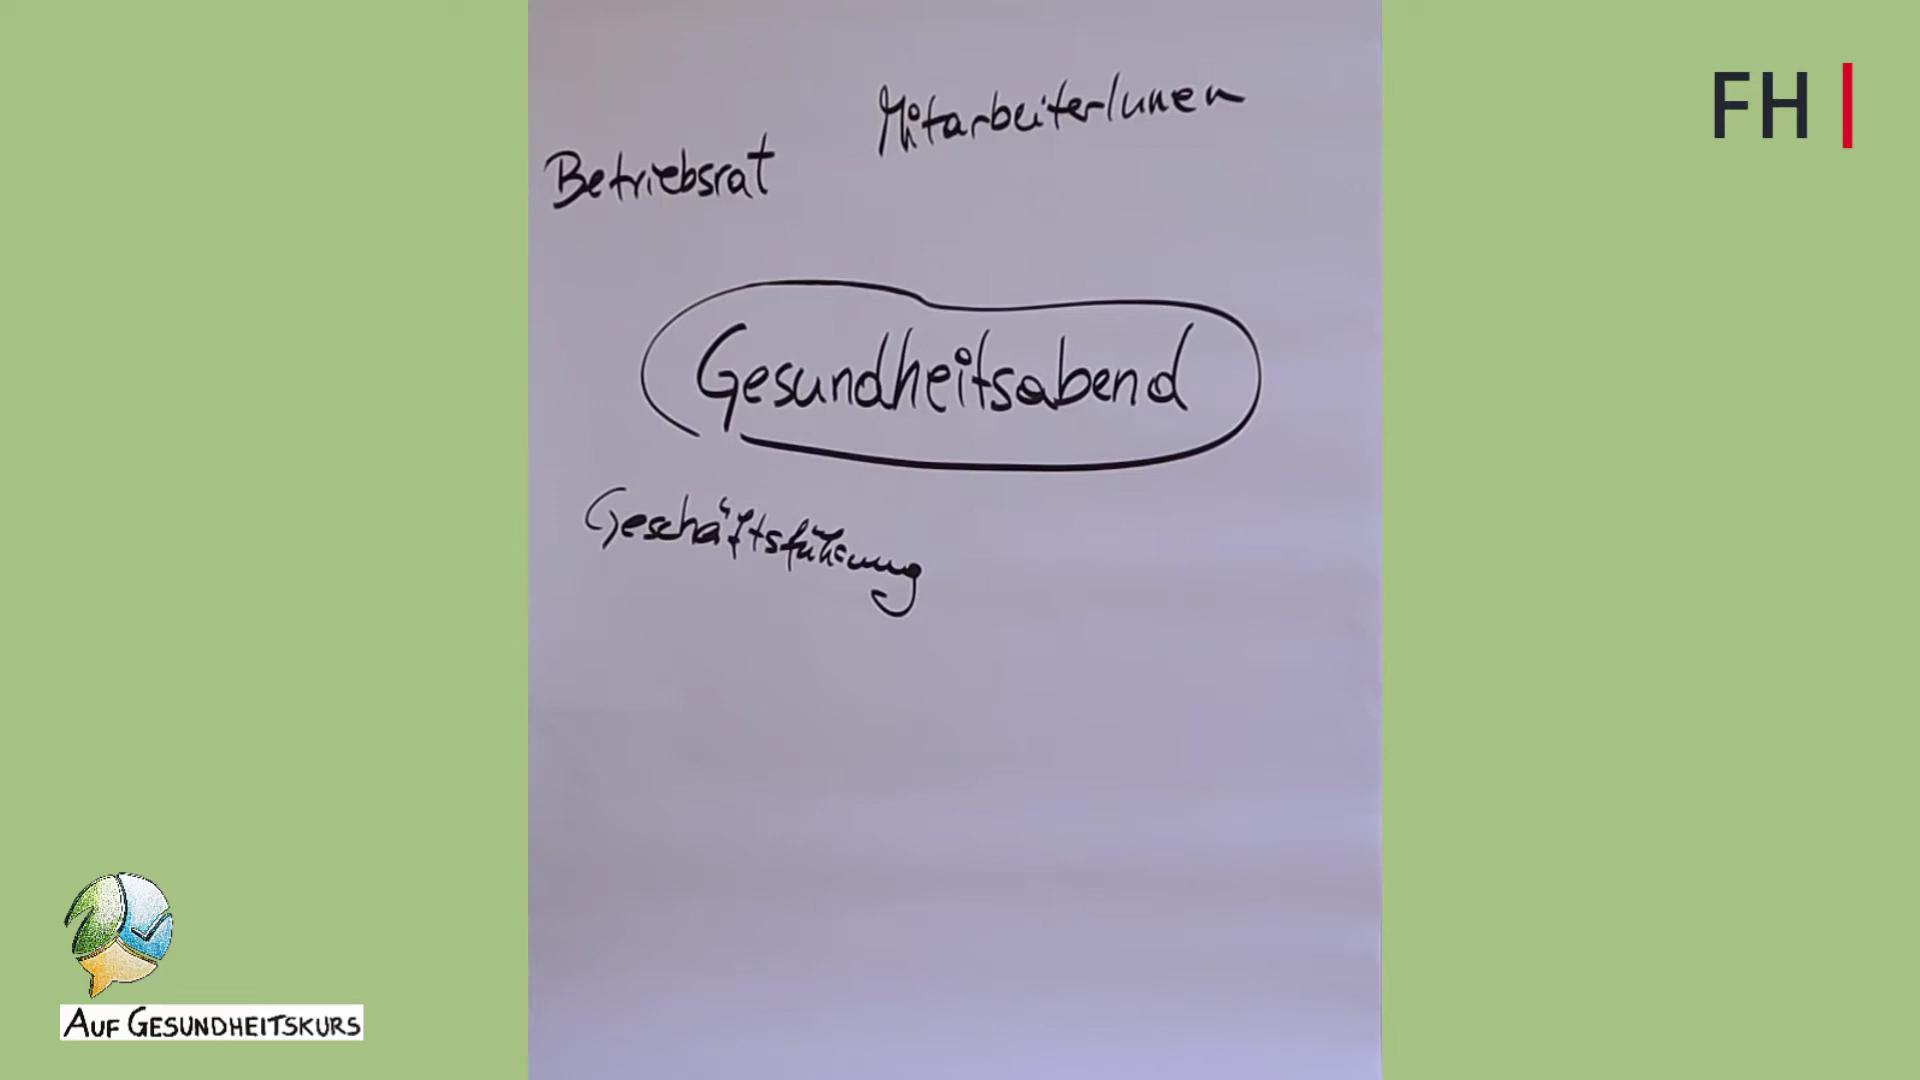 MitarbeiterInnen
FH |
Betriebsrat
Gesundheitsabend
Geschäftsführung
AUF GESUNDHEITSKURS